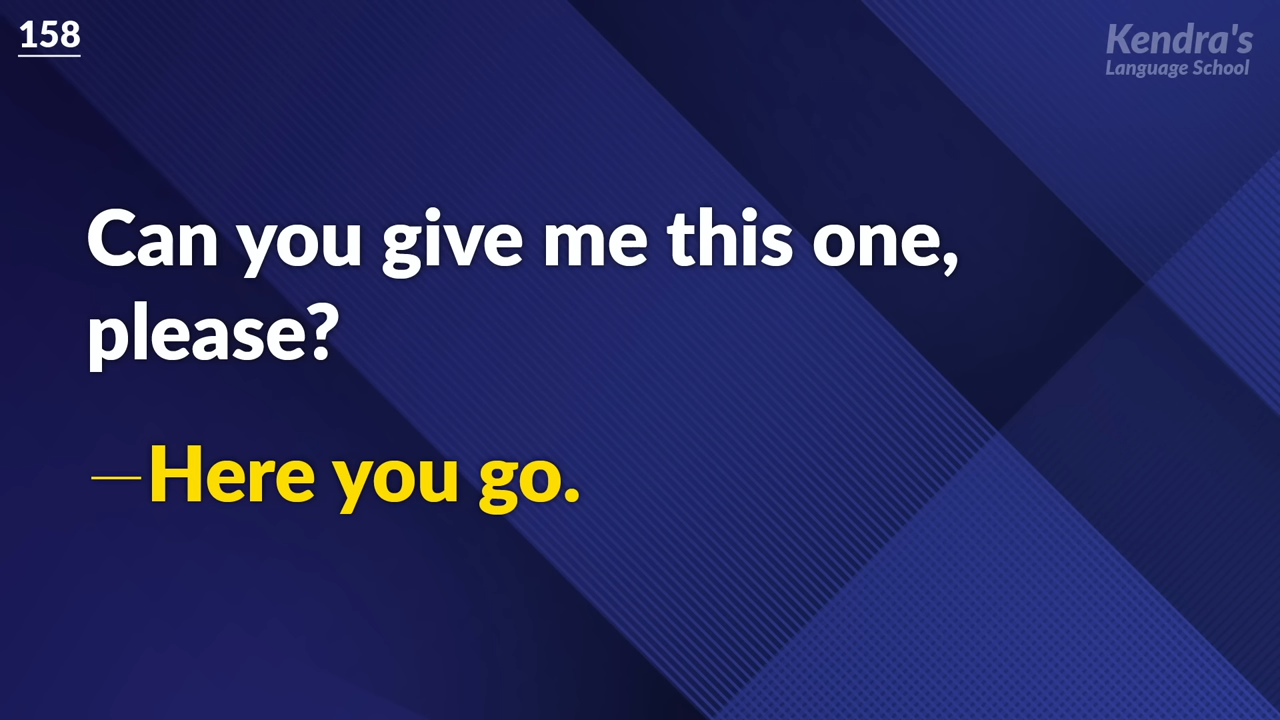 158
Kendra's
Language School
Can you give me this one,
please?
—Here you go.